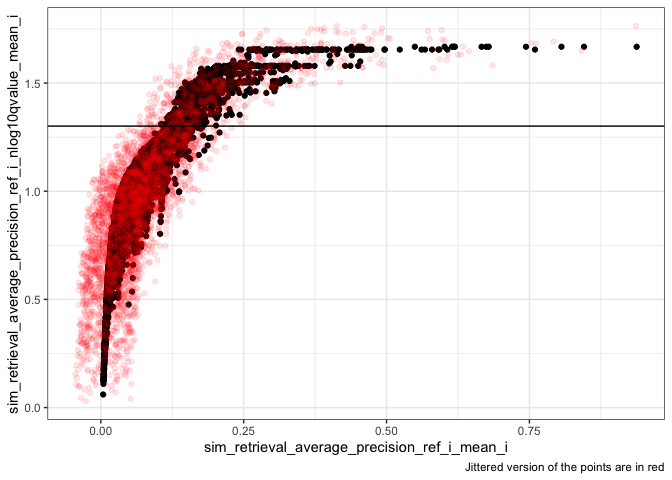 sim_retrieval_average_precision_ref_i_nlog10qvalue_mean_i
1.5
1.0
0.5
0.0
0.00
0.25
0.50
0.75
sim_retrieval_average_precision_ref_i_mean_i
Jittered version of the points are in red